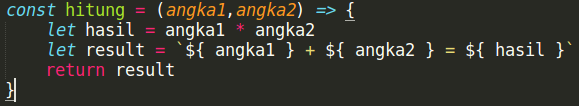 const hitung = (angka1,angka2) => {
    let hasil = angka1 * angka2
    let result = `${ angka1 } + ${ angka2 } = ${ hasil }`
    return result
}